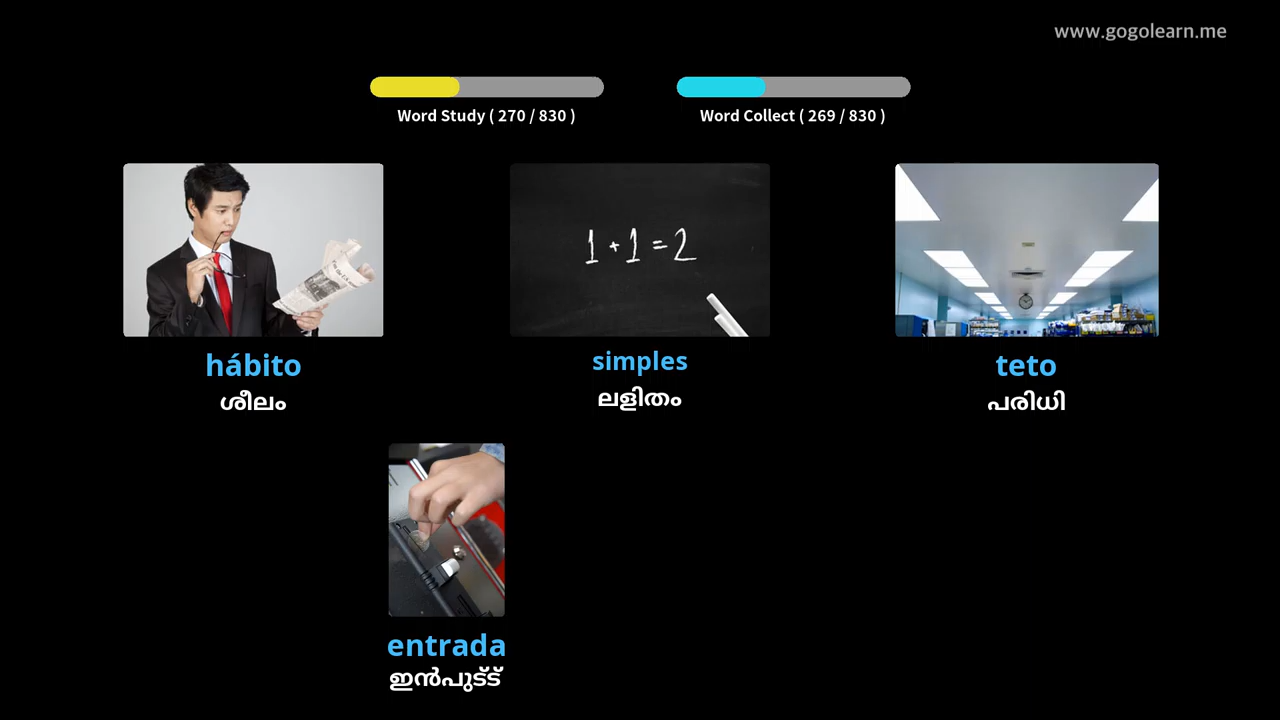 www.gogolearn.me
Word Study ( 270 / 830 )
Word Collect ( 269 / 830 )
1 + 1 = 2
hábito
ശീലം
simples
ലളിതം
teto
പരിധി
entrada
ഇൻപുട്ട്